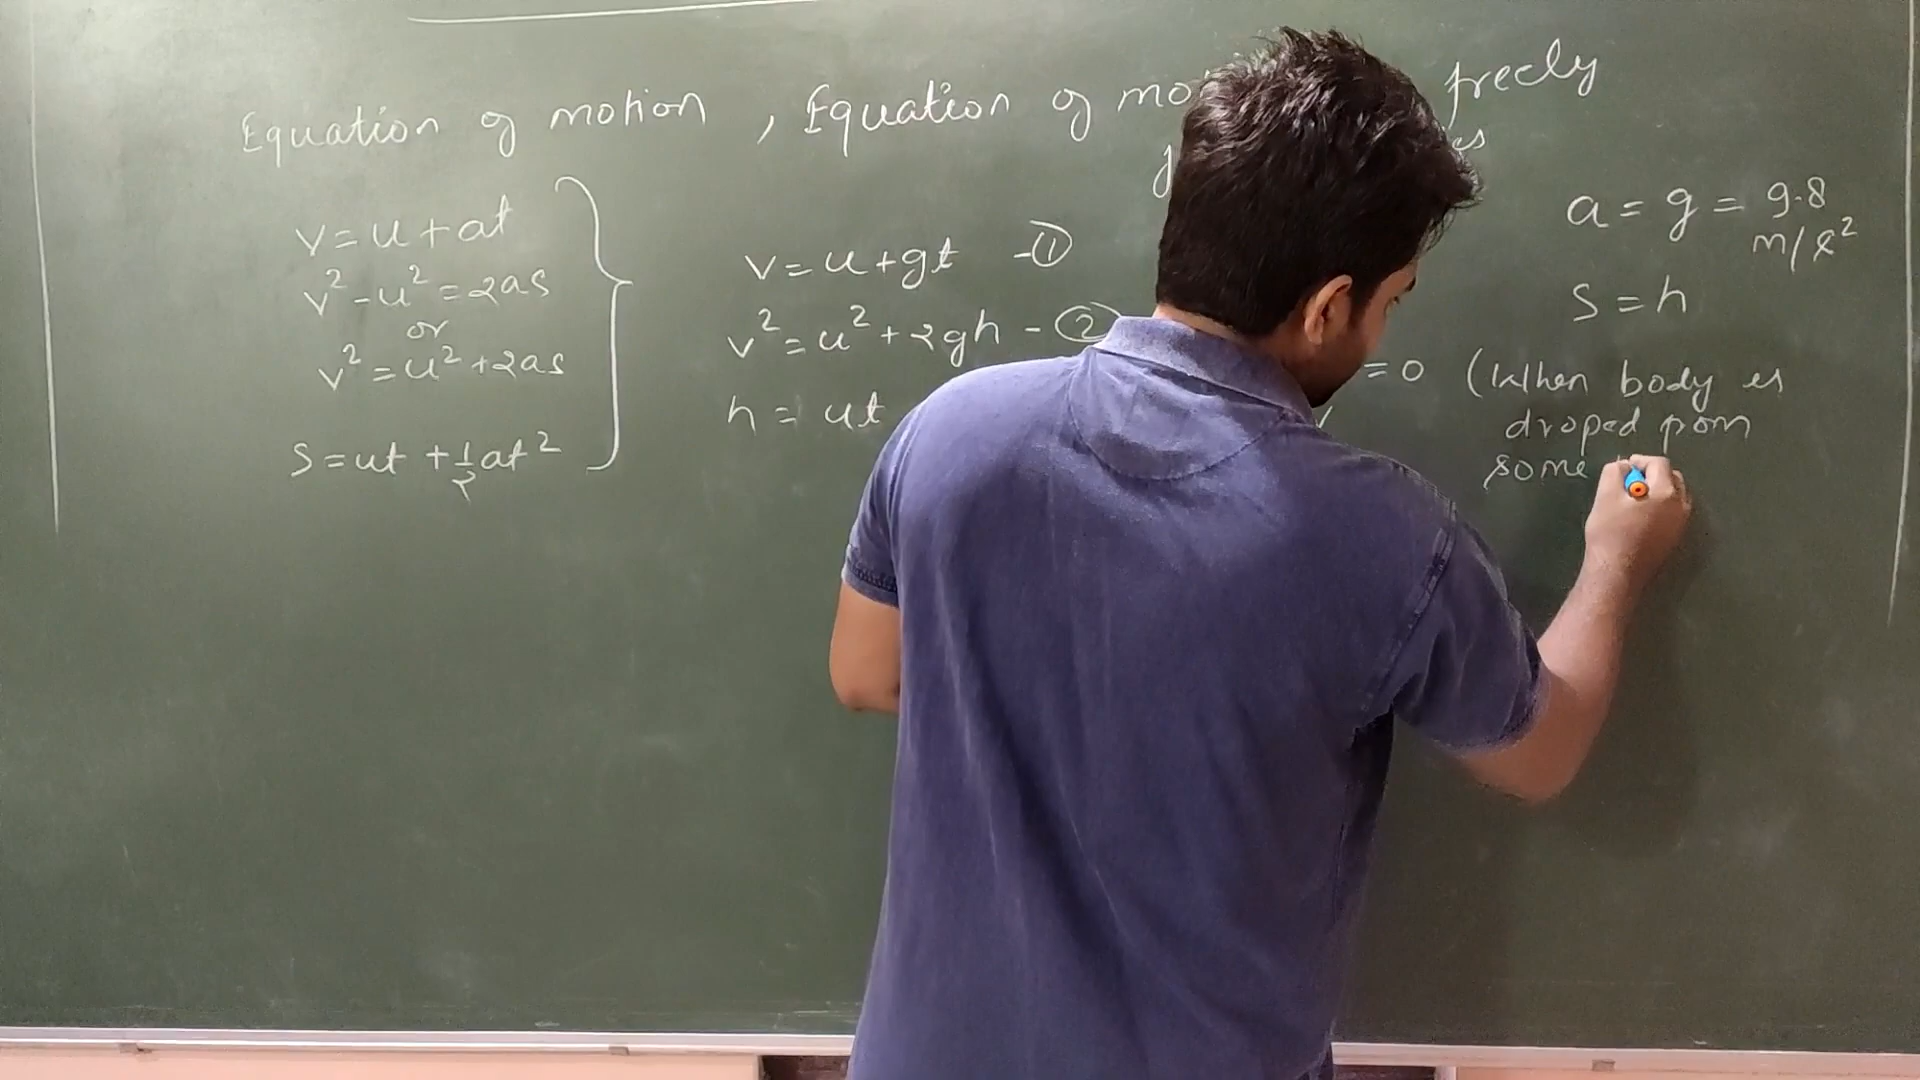 Equation of motion , Equation of freely
v = u + at
v² - u² = 2as
or
v² = u² + 2as
s = ut + 1/2 at²
v = u + gt - ①
v² = u² + 2gh - ②
h = ut
a = g = 9.8
m/s²
S = h
= 0 (When body is
droped from
some